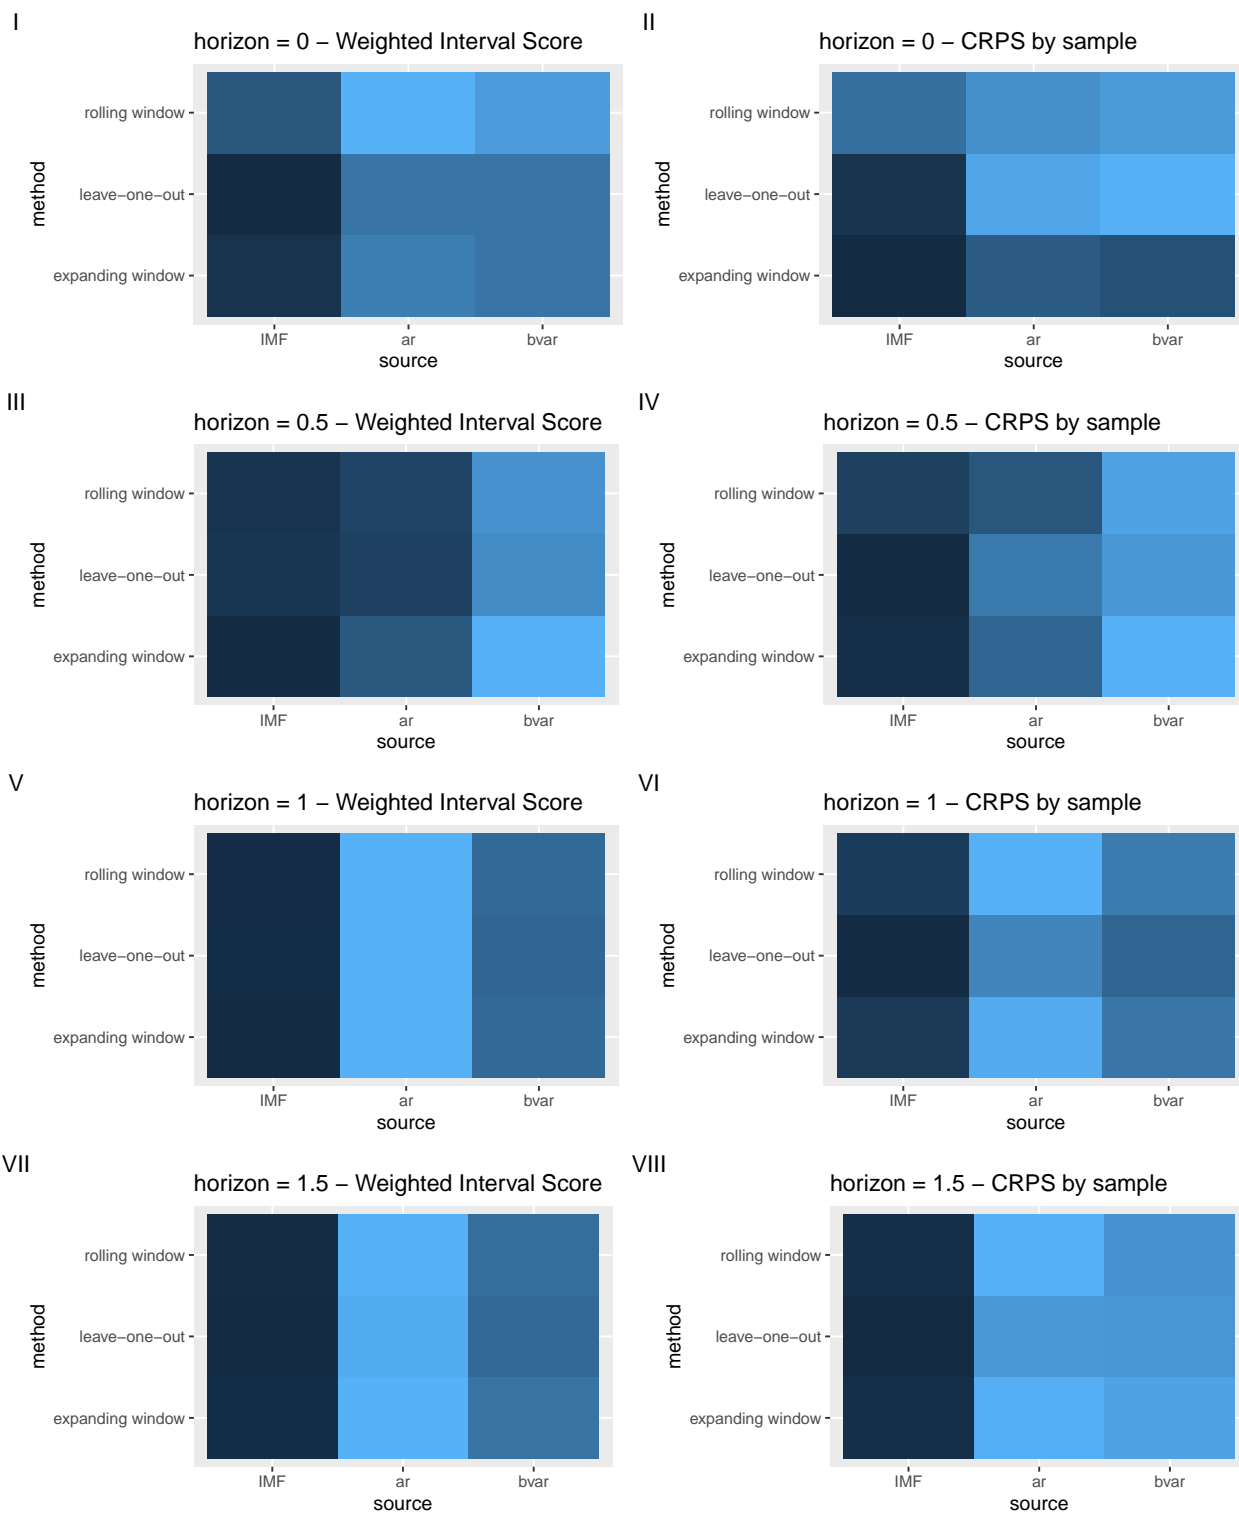 I
horizon = 0 – Weighted Interval Score
method
rolling window
leave−one−out
expanding window
IMF ar bvar
source
II
horizon = 0 – CRPS by sample
method
rolling window
leave−one−out
expanding window
IMF ar bvar
source
III
horizon = 0.5 – Weighted Interval Score
method
rolling window
leave−one−out
expanding window
IMF ar bvar
source
IV
horizon = 0.5 – CRPS by sample
method
rolling window
leave−one−out
expanding window
IMF ar bvar
source
V
horizon = 1 – Weighted Interval Score
method
rolling window
leave−one−out
expanding window
IMF ar bvar
source
VI
horizon = 1 – CRPS by sample
method
rolling window
leave−one−out
expanding window
IMF ar bvar
source
VII
horizon = 1.5 – Weighted Interval Score
method
rolling window
leave−one−out
expanding window
IMF ar bvar
source
VIII
horizon = 1.5 – CRPS by sample
method
rolling window
leave−one−out
expanding window
IMF ar bvar
source